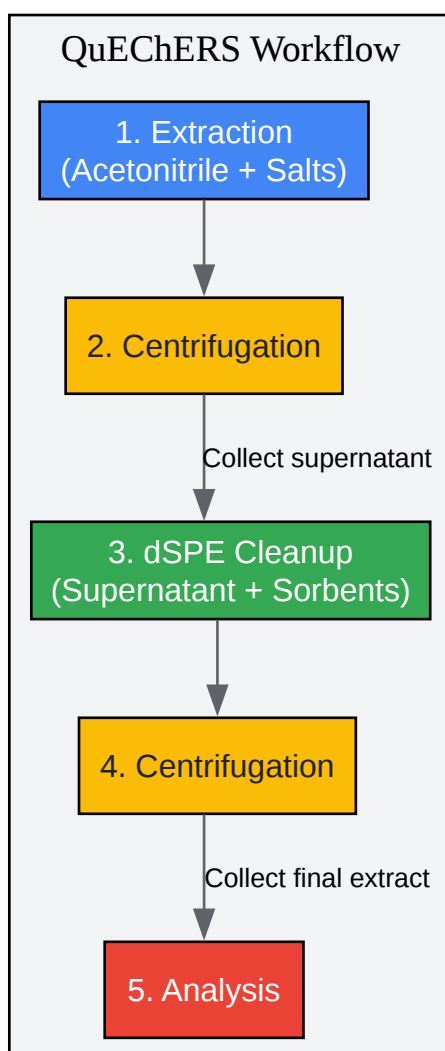 QuEChERS Workflow
1. Extraction
(Acetonitrile + Salts)
2. Centrifugation
Collect supernatant
3. dSPE Cleanup
(Supernatant + Sorbents)
4. Centrifugation
Collect final extract
5. Analysis